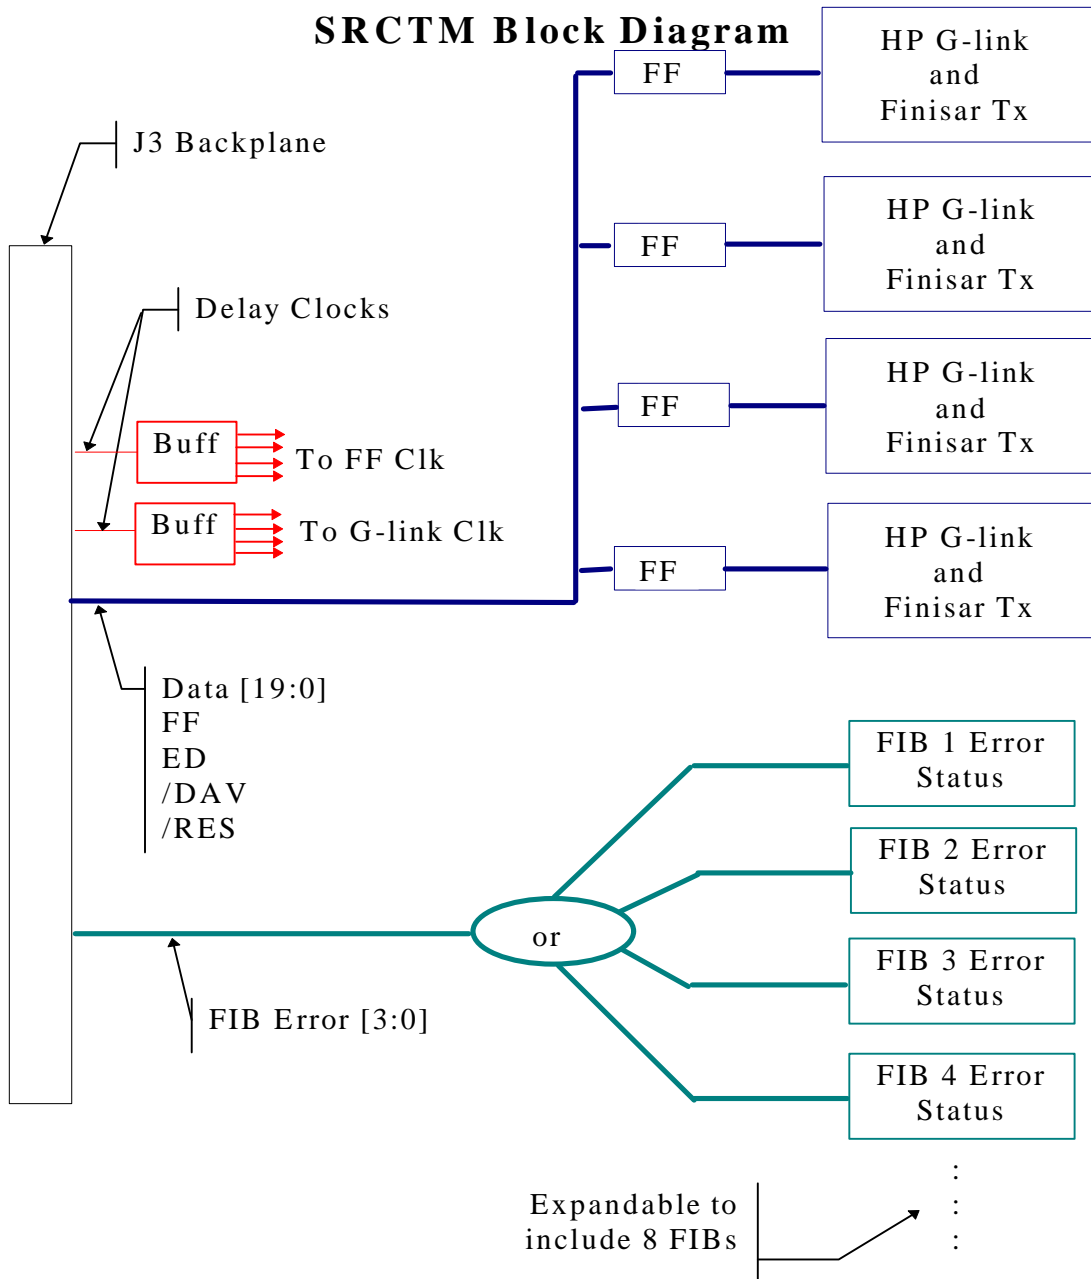 SRCTM Block Diagram
FF
HP G-link
and
Finisar Tx
J3 Backplane
FF
HP G-link
and
Finisar Tx
Delay Clocks
FF
HP G-link
and
Finisar Tx
Buff
To FF Clk
Buff
To G-link Clk
FF
HP G-link
and
Finisar Tx
Data [19:0]
FF
ED
/DAV
/RES
FIB 1 Error
Status
FIB 2 Error
Status
or
FIB 3 Error
Status
FIB Error [3:0]
FIB 4 Error
Status
:
:
:
Expandable to
include 8 FIBs